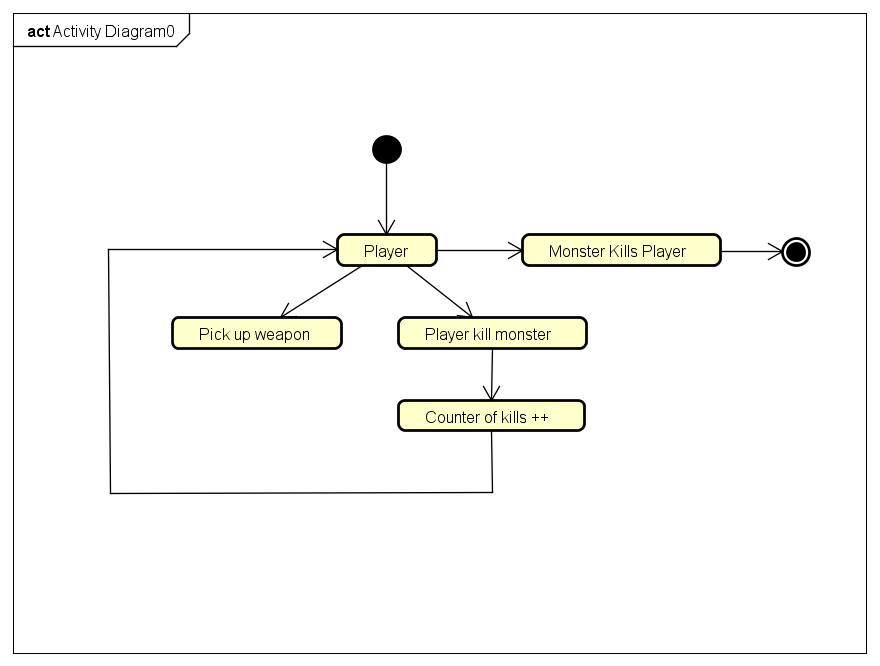 act Activity Diagram0
Player
Monster Kills Player
Pick up weapon
Player kill monster
Counter of kills ++